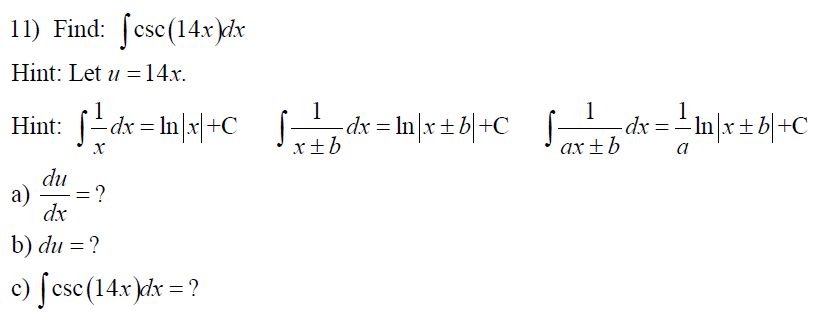 11) Find: ∫csc(14x)dx
Hint: Let u = 14x.
Hint: ∫1/x dx = ln|x|+C ∫1/(x±b) dx = ln|x±b|+C ∫1/(ax±b) dx = 1/a ln|x±b|+C
a) du/dx = ?
b) du = ?
c) ∫csc(14x)dx = ?